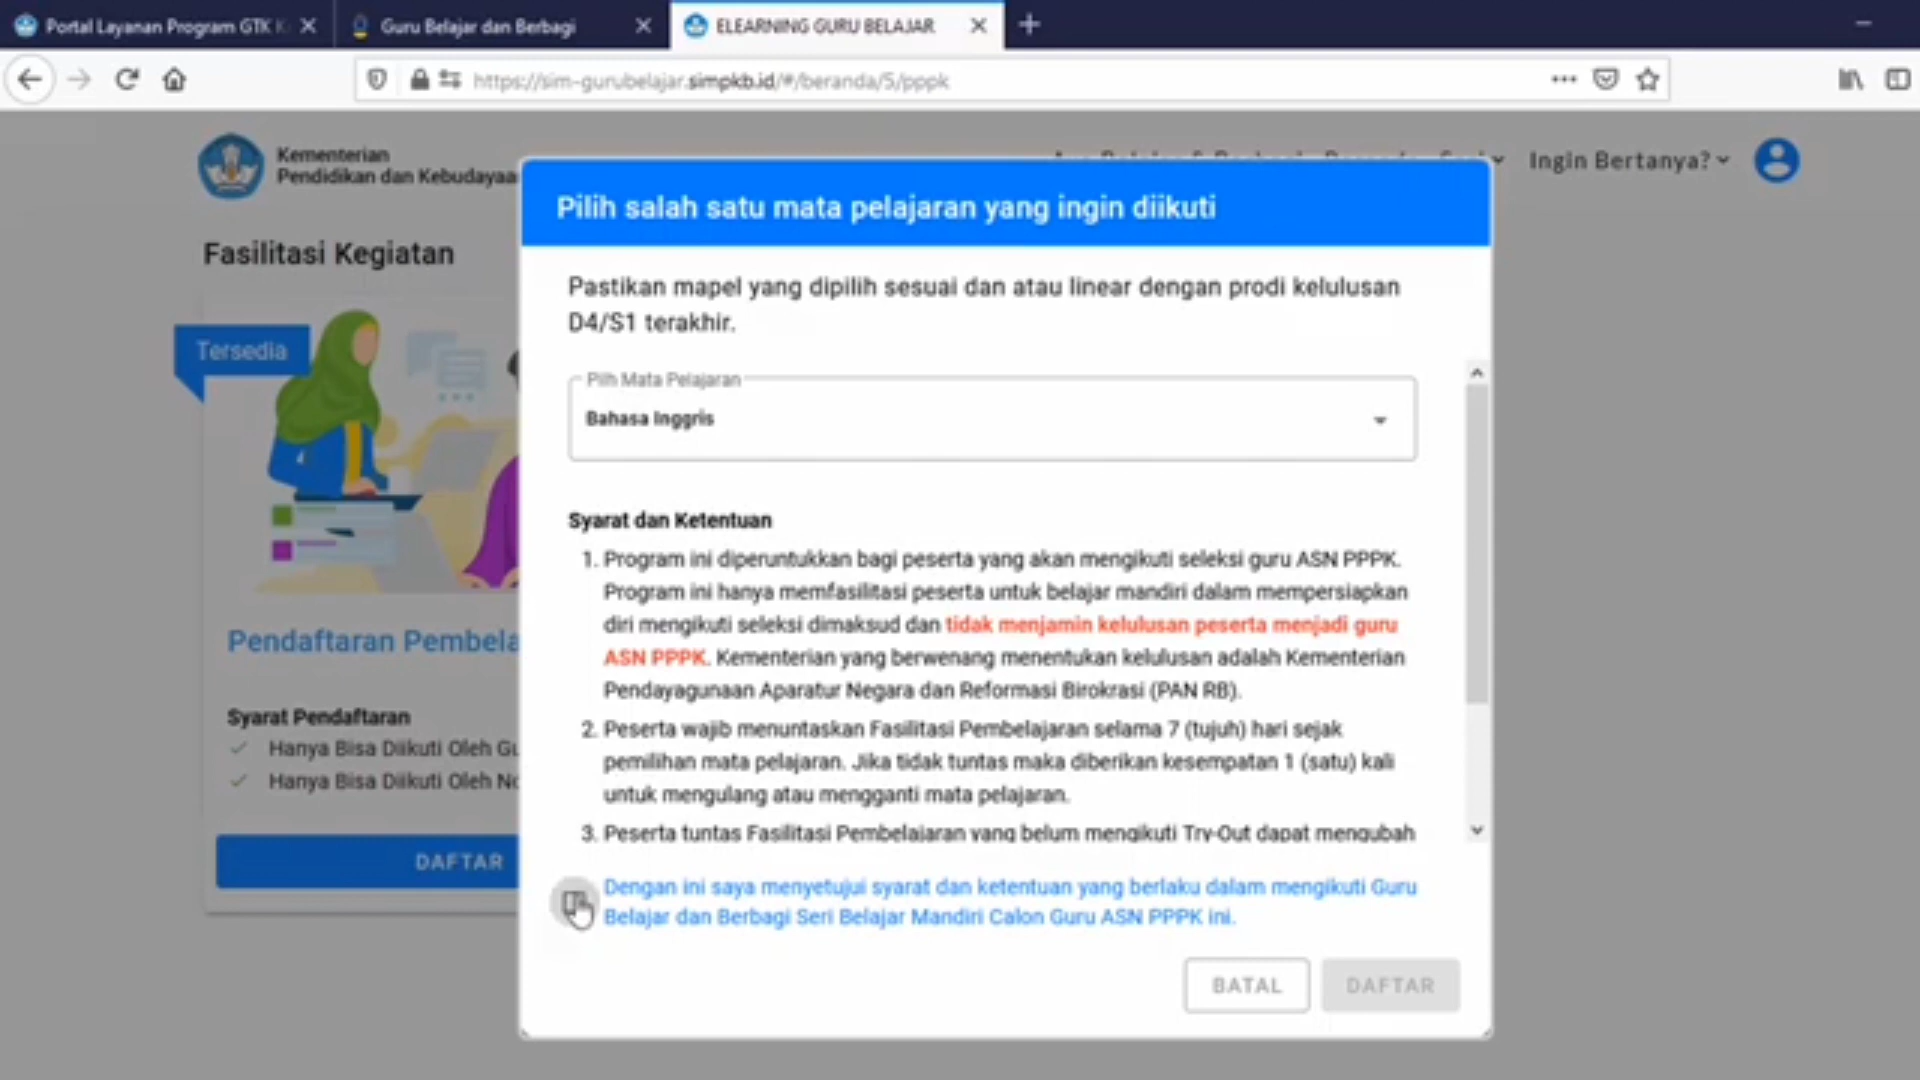 Portal Layanan Program GTK K
Guru Belajar dan Berbagi
ELEARNING GURU BELAJAR
https://sim-gurubelajar.simpkb.id/#/beranda/5/pppk
Kementerian
Pendidikan dan Kebudayaa
Ingin Bertanya?
Fasilitasi Kegiatan
Tersedia
Pendaftaran Pembela
Syarat Pendaftaran
Hanya Bisa Diikuti Oleh Gu
Hanya Bisa Diikuti Oleh No
DAFTAR
Pilih salah satu mata pelajaran yang ingin diikuti
Pastikan mapel yang dipilih sesuai dan atau linear dengan prodi kelulusan
D4/S1 terakhir.
Pilih Mata Pelajaran
Bahasa Inggris
Syarat dan Ketentuan
1. Program ini diperuntukkan bagi peserta yang akan mengikuti seleksi guru ASN PPPK.
Program ini hanya memfasilitasi peserta untuk belajar mandiri dalam mempersiapkan
diri mengikuti seleksi dimaksud dan tidak menjamin kelulusan peserta menjadi guru
ASN PPPK. Kementerian yang berwenang menentukan kelulusan adalah Kementerian
Pendayagunaan Aparatur Negara dan Reformasi Birokrasi (PAN RB).
2. Peserta wajib menuntaskan Fasilitasi Pembelajaran selama 7 (tujuh) hari sejak
pemilihan mata pelajaran. Jika tidak tuntas maka diberikan kesempatan 1 (satu) kali
untuk mengulang atau mengganti mata pelajaran.
3. Peserta tuntas Fasilitasi Pembelajaran yang belum mengikuti Try-Out dapat mengubah
Dengan ini saya menyetujui syarat dan ketentuan yang berlaku dalam mengikuti Guru
Belajar dan Berbagi Seri Belajar Mandiri Calon Guru ASN PPPK ini.
BATAL
DAFTAR